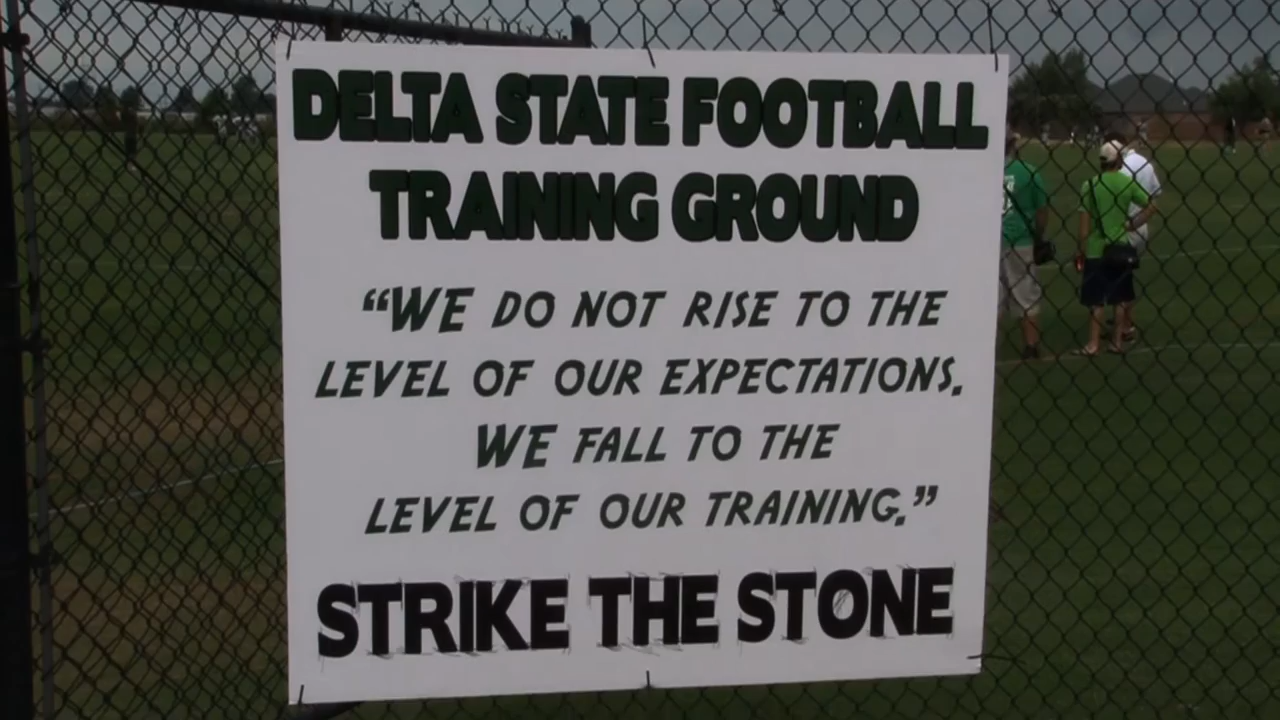 DELTA STATE FOOTBALL
TRAINING GROUND
“WE DO NOT RISE TO THE
LEVEL OF OUR EXPECTATIONS.
WE FALL TO THE
LEVEL OF OUR TRAINING.”
STRIKE THE STONE